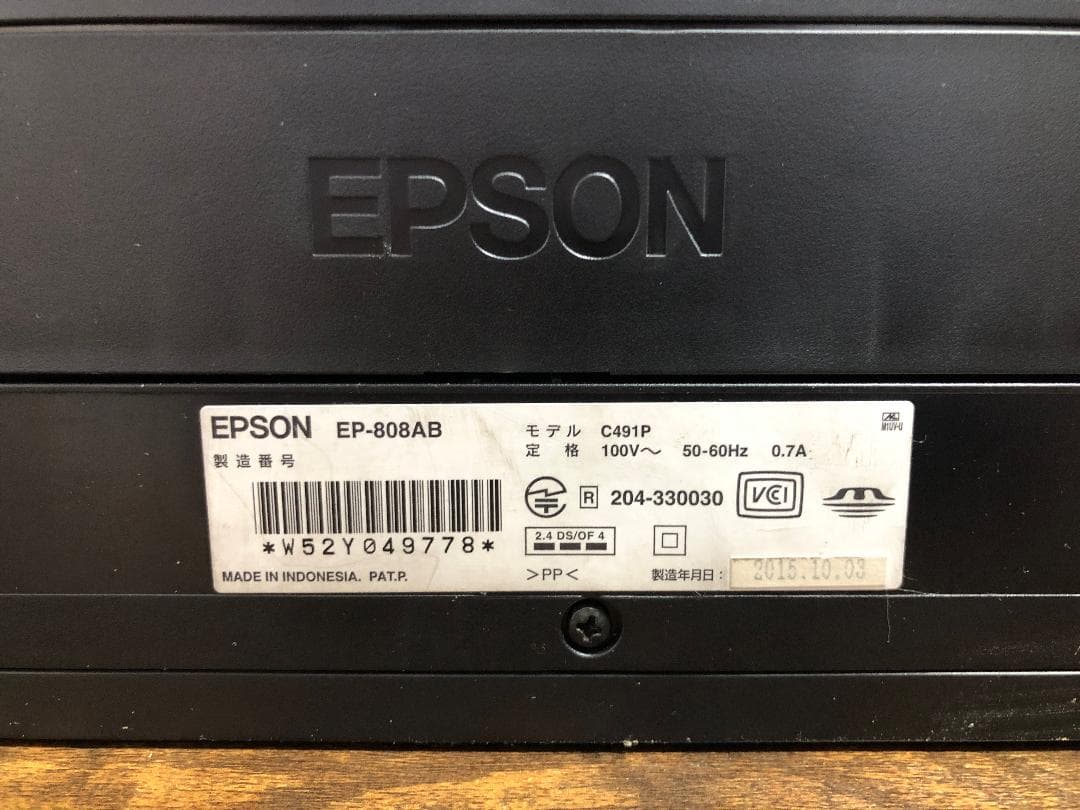 EPSON
EPSON EP-808AB
製造番号
*W52Y049778*
MADE IN INDONESIA. PAT.P.
モデル C491P
定格 100V～ 50-60Hz 0.7A
R 204-330030
VCCI
2.4 DS/OF 4
>PP<
製造年月日：2015.10.03
M1UV-U